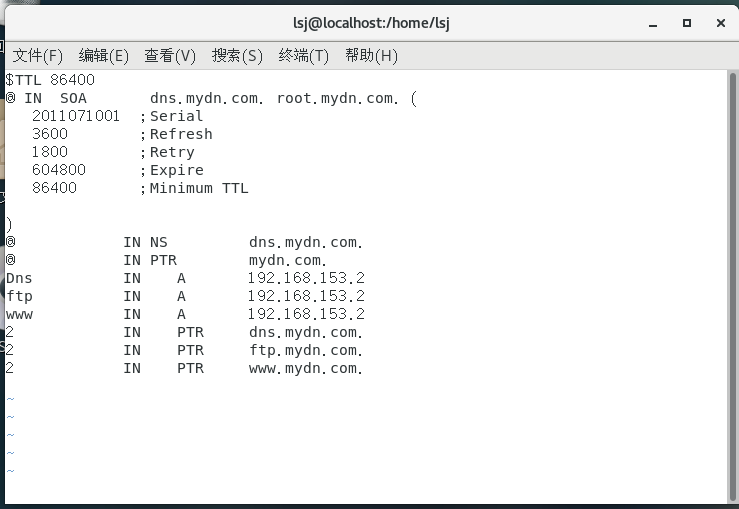 lsj@localhost:/home/lsj
文件(F) 编辑(E) 查看(V) 搜索(S) 终端(T) 帮助(H)
$TTL 86400
@ IN  SOA       dns.mydn.com. root.mydn.com. (
   2011071001  ;Serial
   3600        ;Refresh
   1800        ;Retry
   604800      ;Expire
   86400       ;Minimum TTL
)
@            IN NS         dns.mydn.com.
@            IN PTR        mydn.com.
Dns          IN    A       192.168.153.2
ftp          IN    A       192.168.153.2
www          IN    A       192.168.153.2
2            IN    PTR     dns.mydn.com.
2            IN    PTR     ftp.mydn.com.
2            IN    PTR     www.mydn.com.
~
~
~
~
~